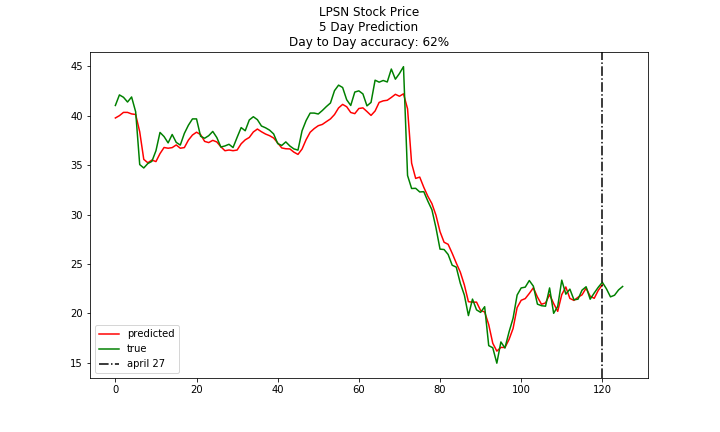 LPSN Stock Price
5 Day Prediction
Day to Day accuracy: 62%
45
40
35
30
25
20
15
predicted
true
april 27
0 20 40 60 80 100 120